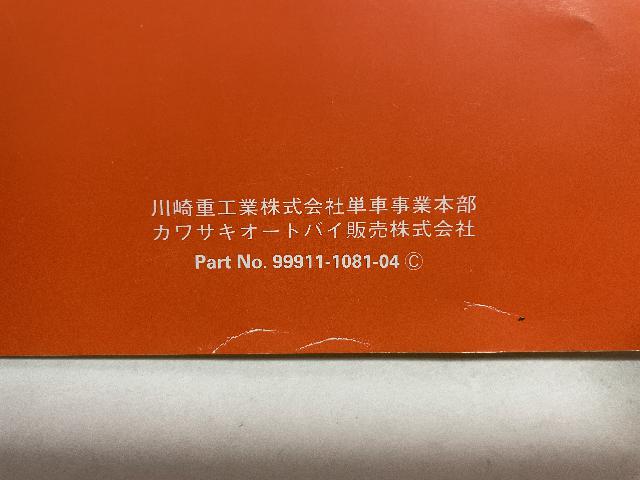 川崎重工業株式会社単車事業本部
カワサキオートバイ販売株式会社
Part No. 99911-1081-04 Ⓒ